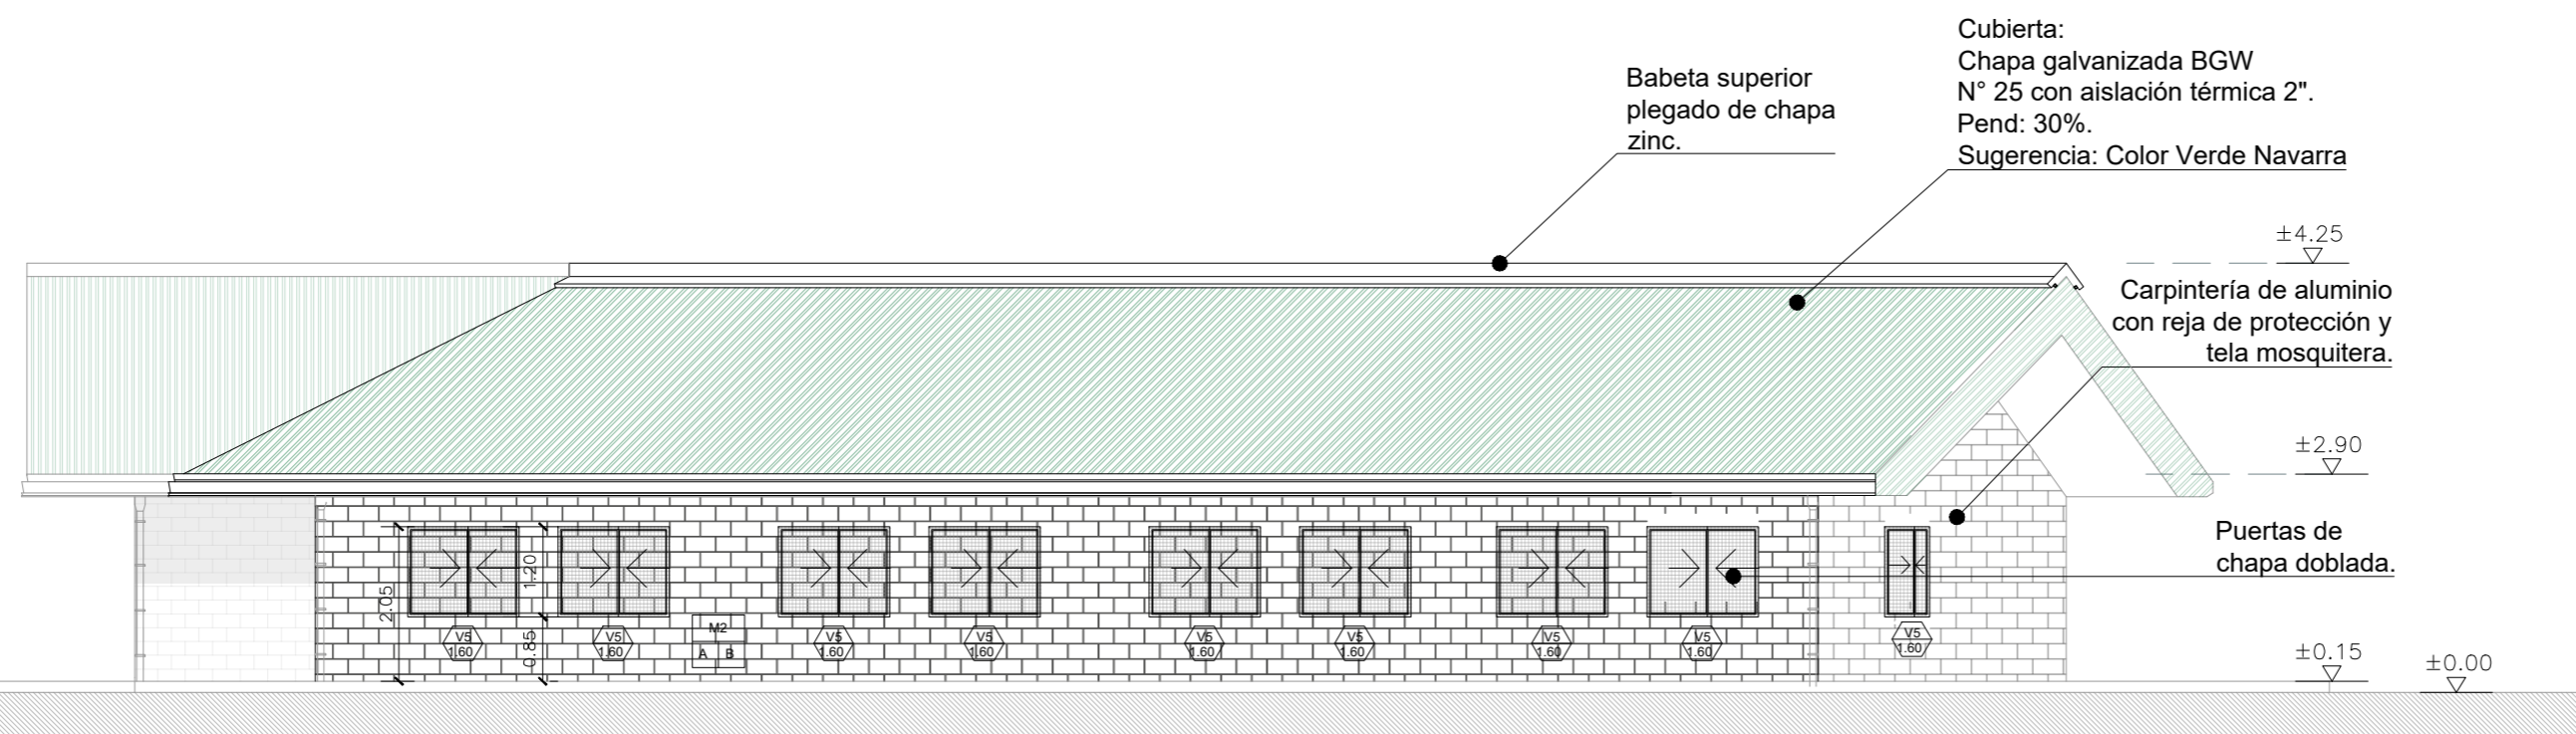 Cubierta:
Chapa galvanizada BGW
N° 25 con aislación térmica 2".
Pend: 30%.
Sugerencia: Color Verde Navarra
Babeta superior
plegado de chapa
zinc.
±4.25
Carpintería de aluminio
con reja de protección y
tela mosquitera.
±2.90
Puertas de
chapa doblada.
2.05
1.20
0.85
V5
1.60
V5
1.60
M2
A B
V5
1.60
V5
1.60
V5
1.60
V5
1.60
V5
1.60
V5
1.60
V5
1.60
±0.15
±0.00